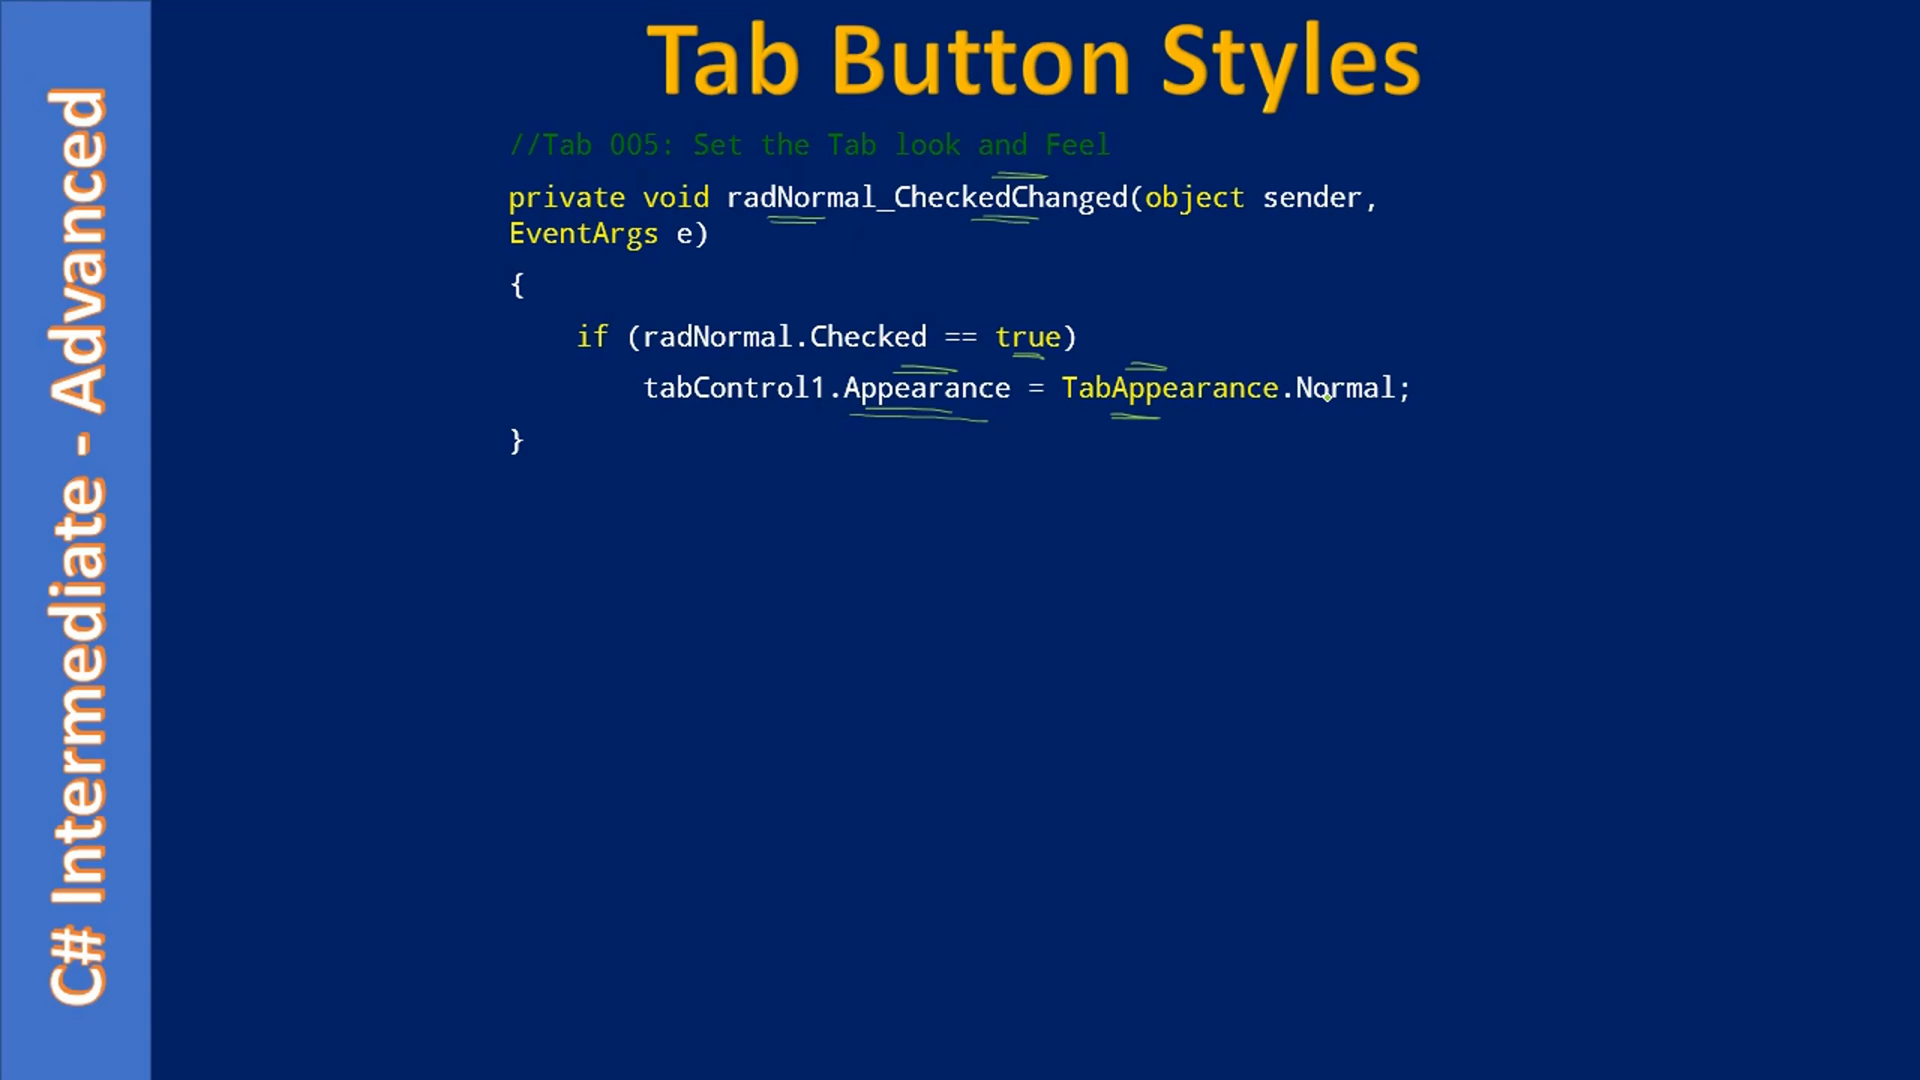 C# Intermediate - Advanced
Tab Button Styles
//Tab 005: Set the Tab look and Feel
private void radNormal_CheckedChanged(object sender,
EventArgs e)
{
    if (radNormal.Checked == true)
        tabControl1.Appearance = TabAppearance.Normal;
}